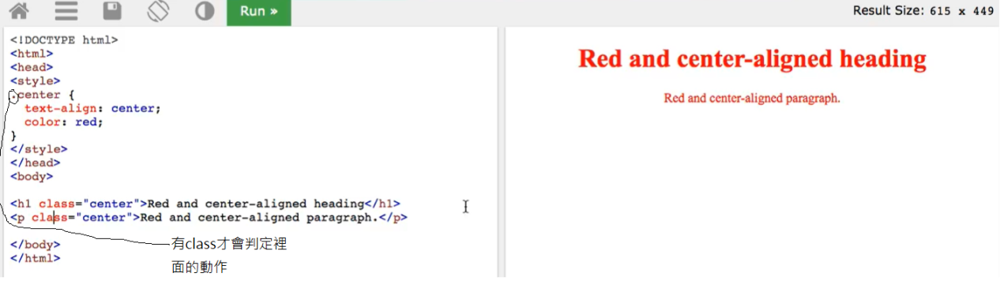 Run »
Result Size: 615 x 449
<!DOCTYPE html>
<html>
<head>
<style>
.center {
  text-align: center;
  color: red;
}
</style>
</head>
<body>
<h1 class="center">Red and center-aligned heading</h1>
<p class="center">Red and center-aligned paragraph.</p>
</body>
</html>
有class才會判定裡
面的動作
Red and center-aligned heading
Red and center-aligned paragraph.